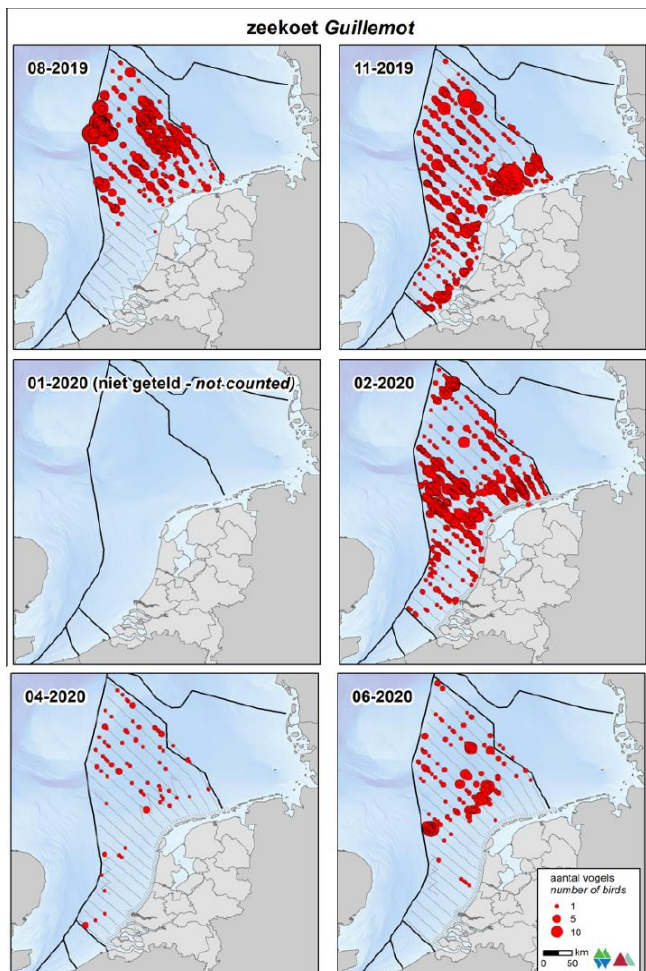 zeekoet Guillemot
08-2019
11-2019
01-2020 (niet geteld - not-counted)
02-2020
04-2020
06-2020
aantal vogels
number of birds
1
5
10
km
0 50